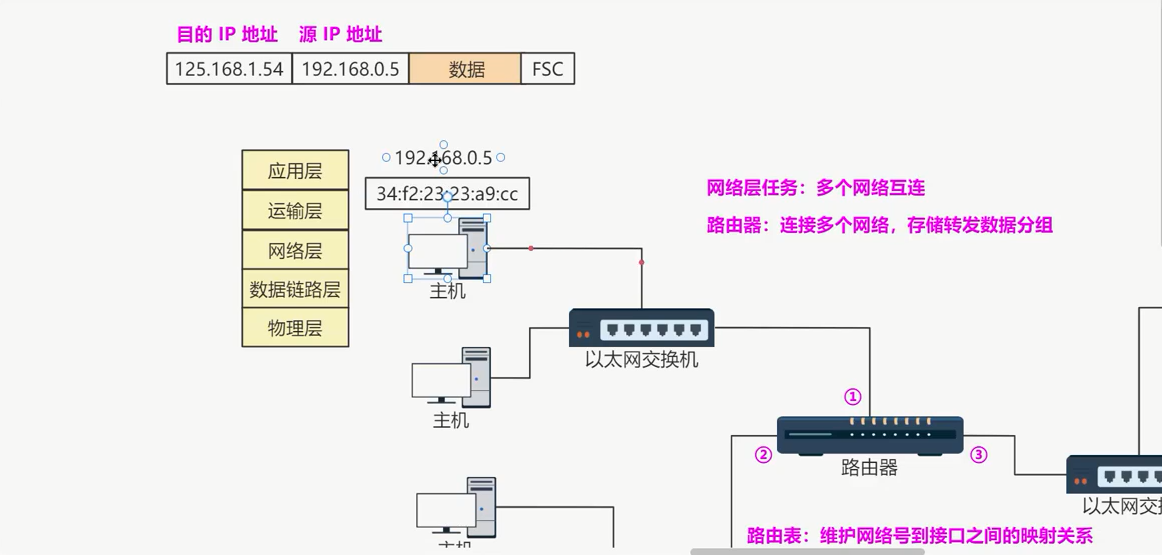 目的 IP 地址 源 IP 地址
125.168.1.54 192.168.0.5 数据 FSC
应用层
运输层
网络层
数据链路层
物理层
192.168.0.5
34:f2:23:23:a9:cc
主机
网络层任务：多个网络互连
路由器：连接多个网络，存储转发数据分组
以太网交换机
主机
①
②
③
路由器
以太网交
主机
路由表：维护网络号到接口之间的映射关系